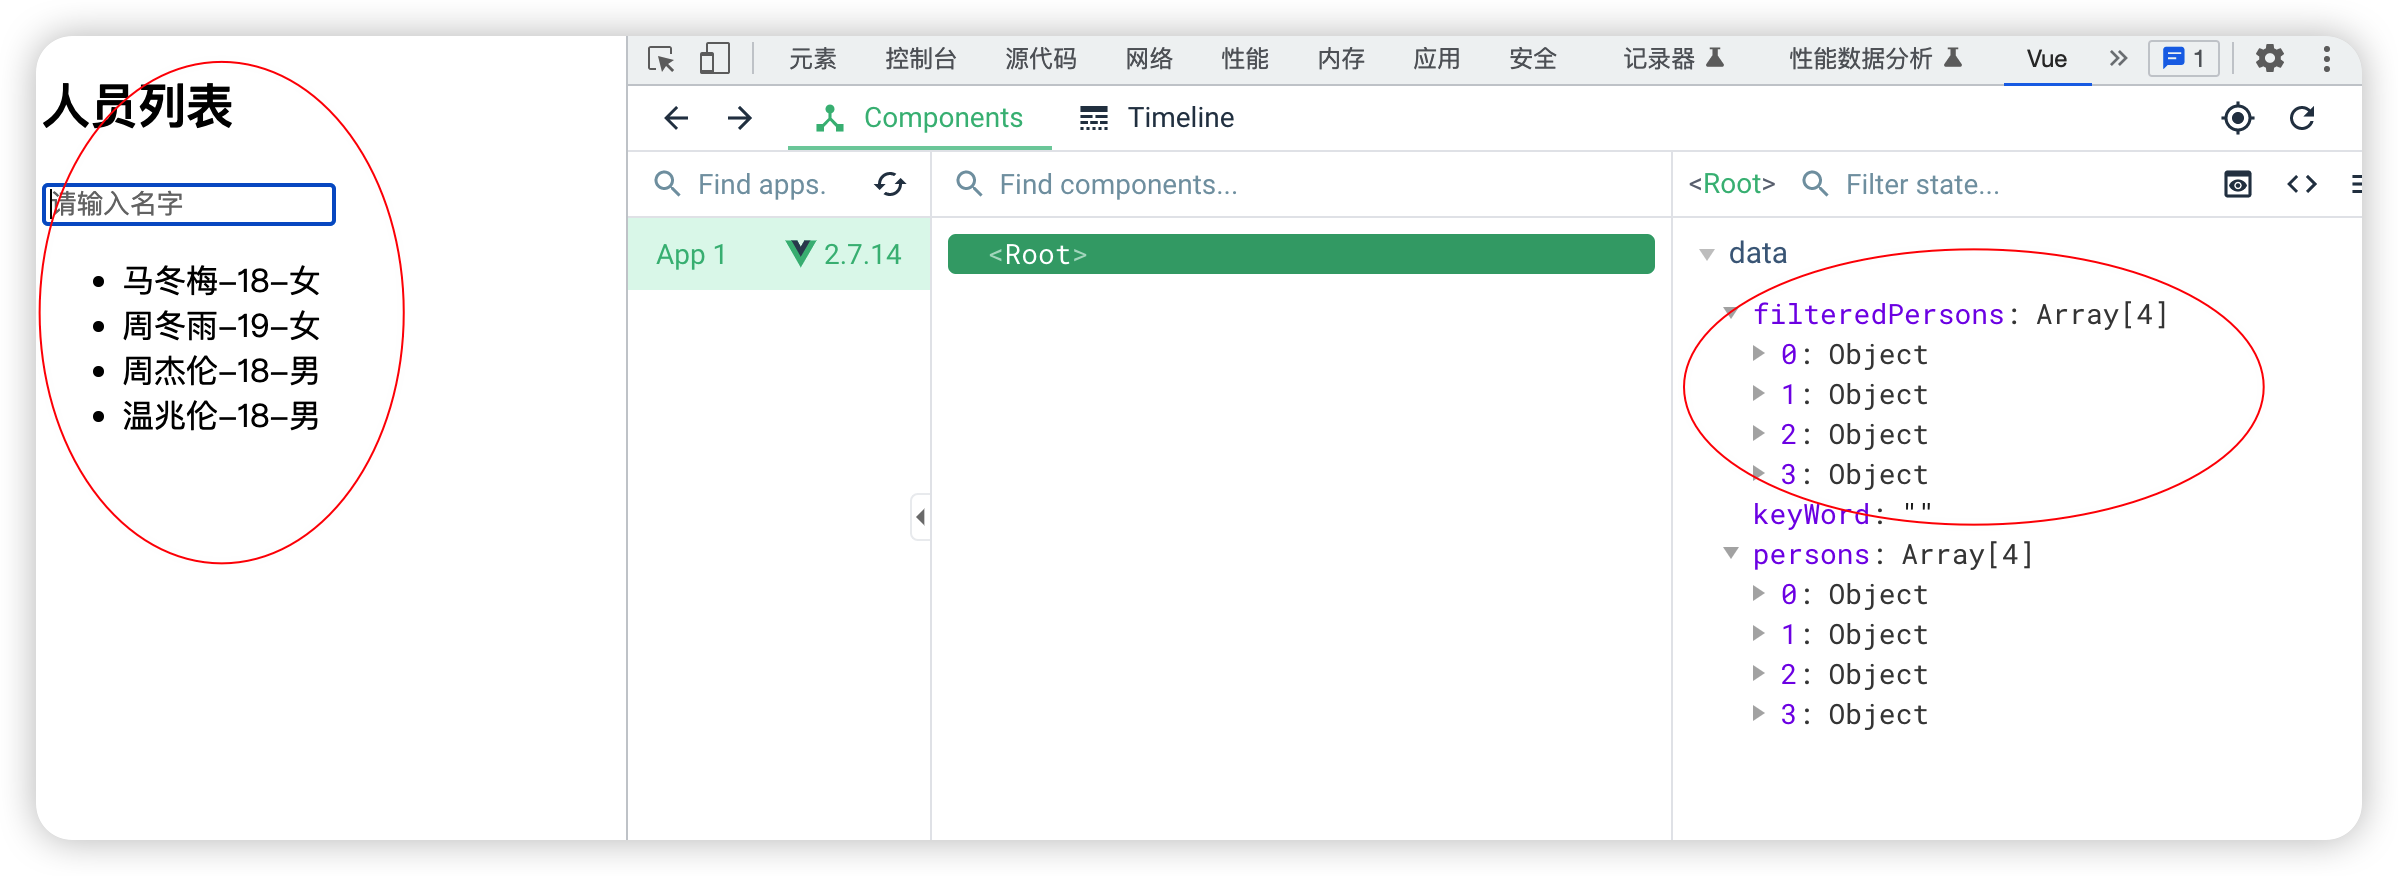 人员列表
请输入名字
马冬梅-18-女
周冬雨-19-女
周杰伦-18-男
温兆伦-18-男
元素 控制台 源代码 网络 性能 内存 应用 安全 记录器 性能数据分析 Vue 1
Components Timeline
Find apps. Find components... <Root> Filter state...
App 1 2.7.14
<Root>
data
filteredPersons: Array[4]
0: Object
1: Object
2: Object
3: Object
keyWord: ""
persons: Array[4]
0: Object
1: Object
2: Object
3: Object